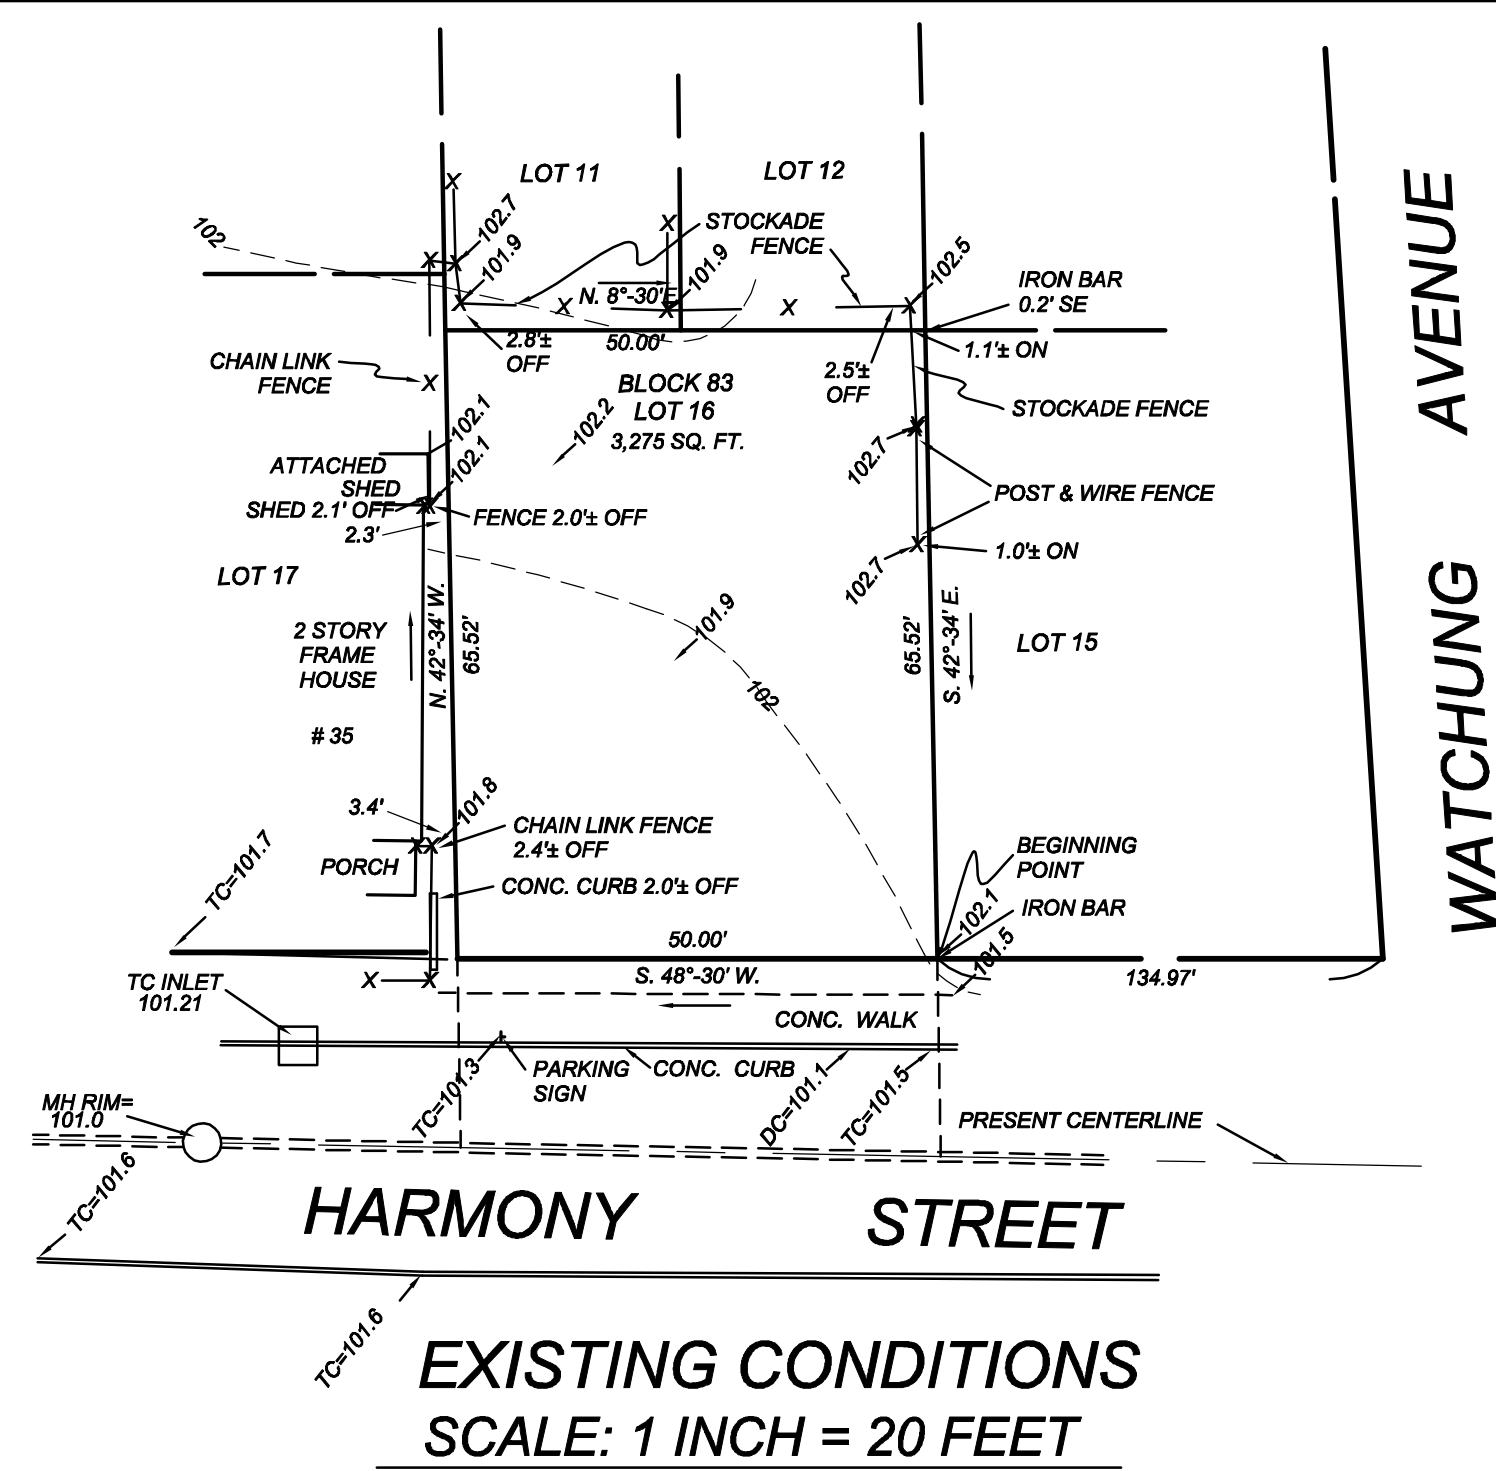 LOT 11
LOT 12
102
102.7
101.9
STOCKADE
FENCE
101.9
102.5
IRON BAR
0.2' SE
N. 8°-30'E
X
X
X
X
X
X
X
X
2.8'±
OFF
50.00'
1.1'± ON
CHAIN LINK
FENCE
X
BLOCK 83
LOT 16
3,275 SQ. FT.
2.5'±
OFF
STOCKADE FENCE
102.1
102.1
102.2
102.7
X
ATTACHED
SHED
SHED 2.1' OFF
2.3'
X
FENCE 2.0'± OFF
POST & WIRE FENCE
X
1.0'± ON
102.7
LOT 17
2 STORY
FRAME
HOUSE
# 35
N. 42°-34' W.
65.52'
101.9
102
65.52'
S. 42°-34' E.
LOT 15
WATCHUNG AVENUE
3.4'
101.8
X X
CHAIN LINK FENCE
2.4'± OFF
PORCH
CONC. CURB 2.0'± OFF
BEGINNING
POINT
IRON BAR
102.1
101.5
TC=101.7
50.00'
S. 48°-30' W.
134.97'
X
X
TC INLET
101.21
CONC. WALK
PARKING
SIGN
CONC. CURB
TC=101.3
DC=101.1
TC=101.5
MH RIM=
101.0
PRESENT CENTERLINE
TC=101.6
HARMONY STREET
TC=101.6
EXISTING CONDITIONS
SCALE: 1 INCH = 20 FEET